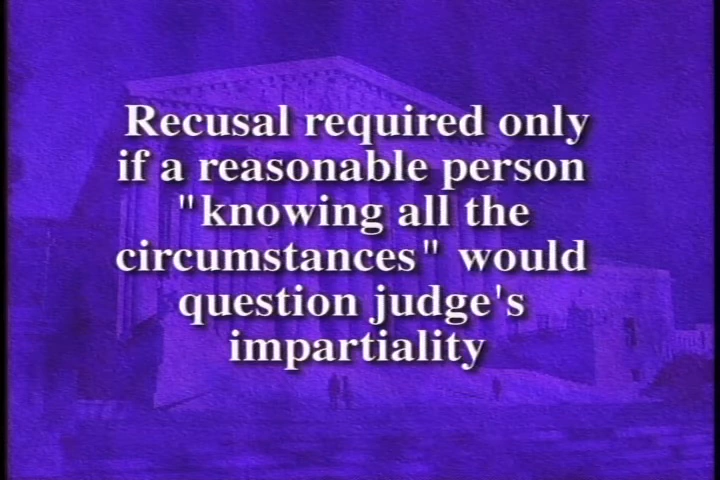 Recusal required only
if a reasonable person
"knowing all the
circumstances" would
question judge's
impartiality